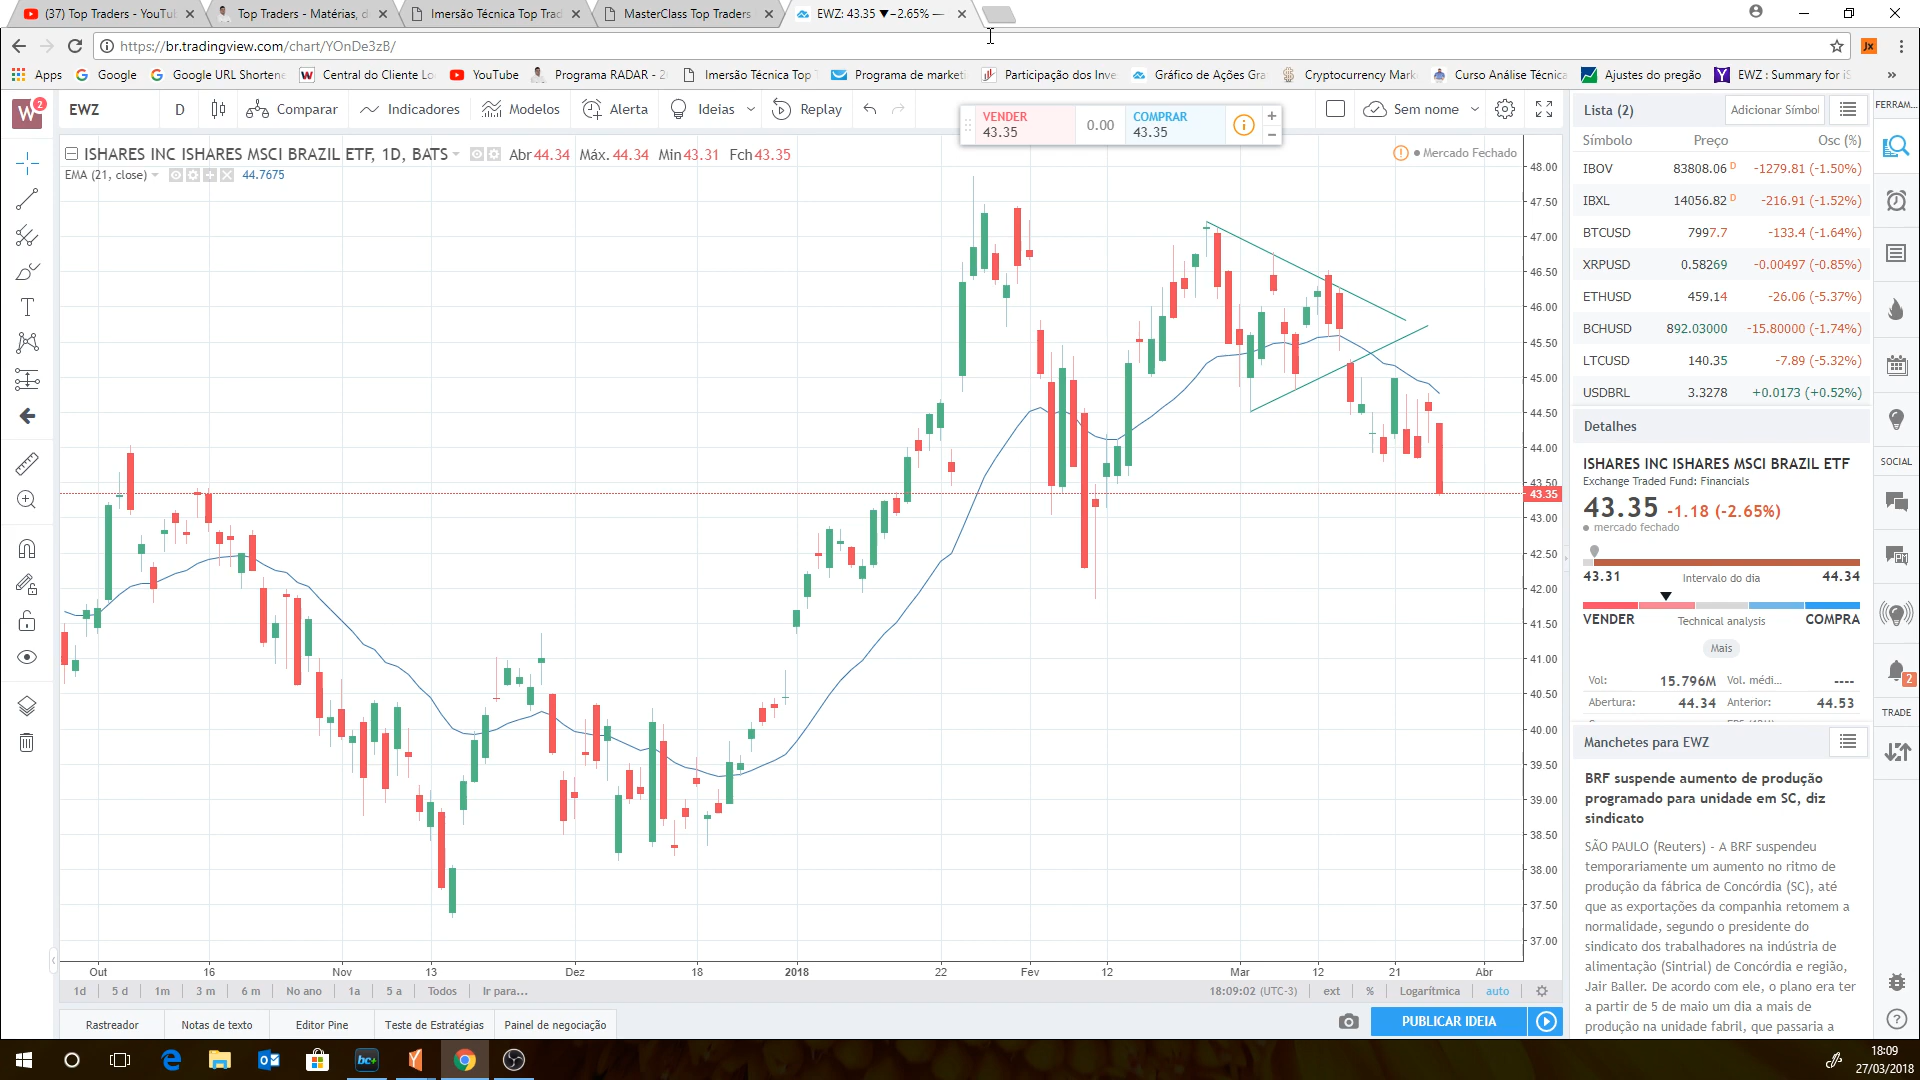 (37) Top Traders - YouTu
Top Traders - Matérias, d
Imersão Técnica Top Trad
MasterClass Top Traders
EWZ: 43.35 ▼−2.65% —
https://br.tradingview.com/chart/YOnDe3zB/
Apps
Google
Google URL Shortene
Central do Cliente Lo
YouTube
Programa RADAR - 2
Imersão Técnica Top T
Programa de marketi
Participação dos Inve
Gráfico de Ações Gra
Cryptocurrency Mark
Curso Análise Técnica
Ajustes do pregão
EWZ : Summary for iS
»
W 2
EWZ
D
Comparar
Indicadores
Modelos
Alerta
Ideias
Replay
VENDER
43.35
0.00
COMPRAR
43.35
Sem nome
ISHARES INC ISHARES MSCI BRAZIL ETF, 1D, BATS
Abr 44.34 Máx. 44.34 Min 43.31 Fch 43.35
EMA (21, close)
44.7675
Mercado Fechado
48.00
47.50
47.00
46.50
46.00
45.50
45.00
44.50
44.00
43.50
43.35
43.00
42.50
42.00
41.50
41.00
40.50
40.00
39.50
39.00
38.50
38.00
37.50
37.00
Out
16
Nov
13
Dez
18
2018
22
Fev
12
Mar
12
21
Abr
1d
5 d
1m
3 m
6 m
No ano
1a
5 a
Todos
Ir para...
18:09:02 (UTC-3)
ext
%
Logarítmica
auto
Rastreador
Notas de texto
Editor Pine
Teste de Estratégias
Painel de negociação
PUBLICAR IDEIA
Lista (2)
Adicionar Símbol
Símbolo Preço Osc (%)
IBOV 83808.06 D -1279.81 (-1.50%)
IBXL 14056.82 D -216.91 (-1.52%)
BTCUSD 7997.7 -133.4 (-1.64%)
XRPUSD 0.58269 -0.00497 (-0.85%)
ETHUSD 459.14 -26.06 (-5.37%)
BCHUSD 892.03000 -15.80000 (-1.74%)
LTCUSD 140.35 -7.89 (-5.32%)
USDBRL 3.3278 +0.0173 (+0.52%)
Detalhes
ISHARES INC ISHARES MSCI BRAZIL ETF
Exchange Traded Fund: Financials
43.35 -1.18 (-2.65%)
mercado fechado
43.31 Intervalo do dia 44.34
VENDER Technical analysis COMPRA
Mais
Vol: 15.796M Vol. médi... ----
Abertura: 44.34 Anterior: 44.53
Manchetes para EWZ
BRF suspende aumento de produção
programado para unidade em SC, diz
sindicato
SÃO PAULO (Reuters) - A BRF suspendeu
temporariamente um aumento no ritmo de
produção da fábrica de Concórdia (SC), até
que as exportações da companhia retomem a
normalidade, segundo o presidente do
sindicato dos trabalhadores na indústria de
alimentação (Sintrial) de Concórdia e região,
Jair Baller. De acordo com ele, o plano era ter
a partir de 5 de maio um dia a mais de
produção na unidade fabril, que passaria a
FERRAM...
SOCIAL
2
TRADE
bc+
18:09
27/03/2018